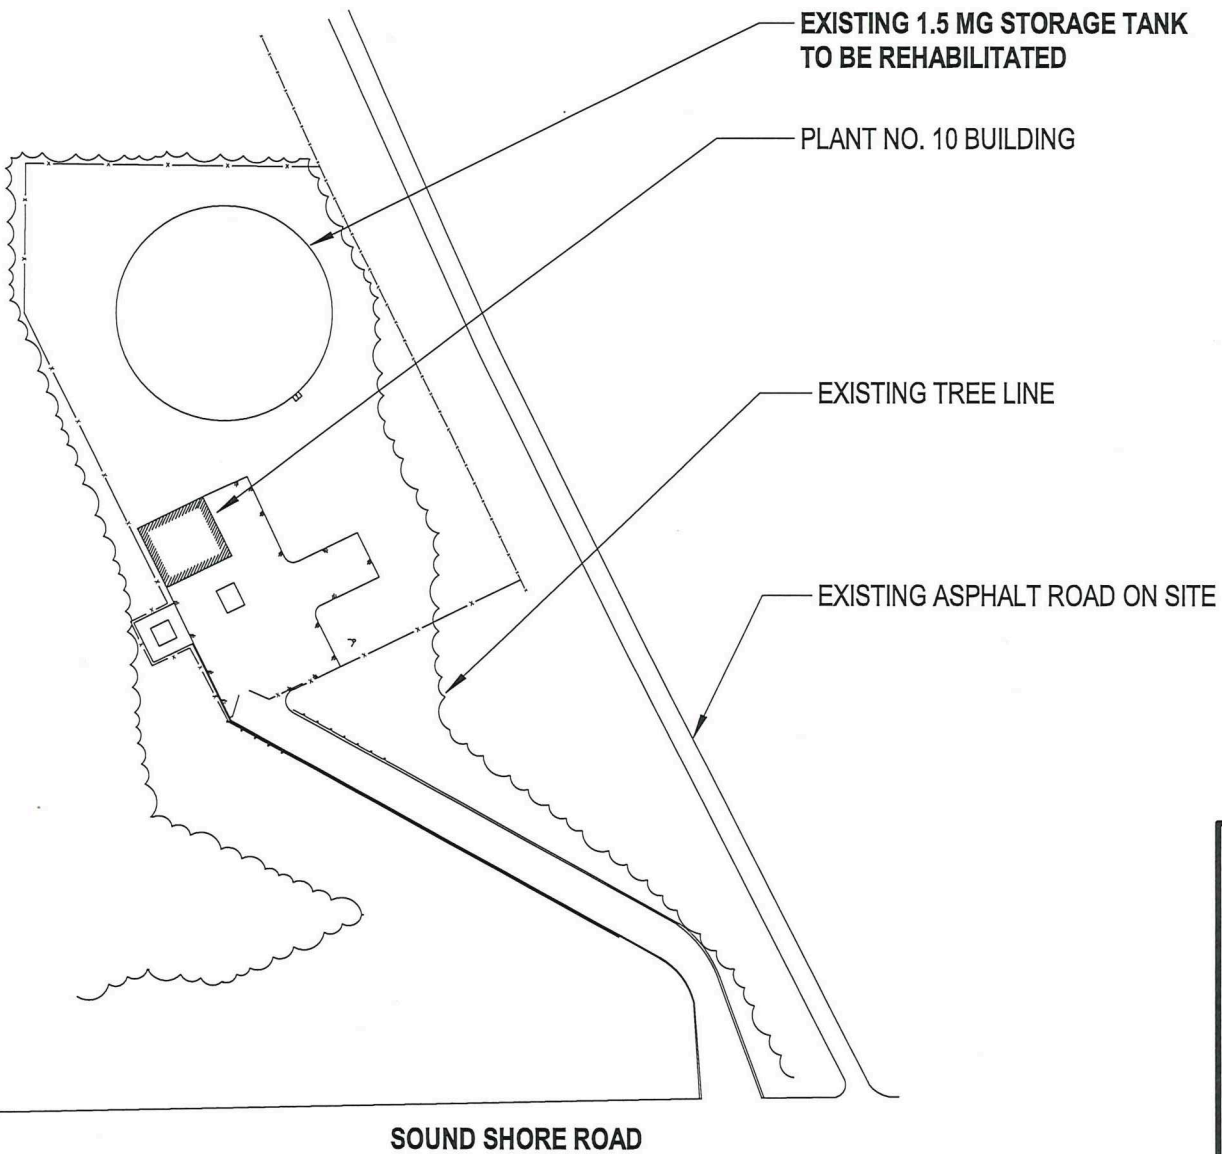 EXISTING 1.5 MG STORAGE TANK
TO BE REHABILITATED
PLANT NO. 10 BUILDING
EXISTING TREE LINE
EXISTING ASPHALT ROAD ON SITE
SOUND SHORE ROAD